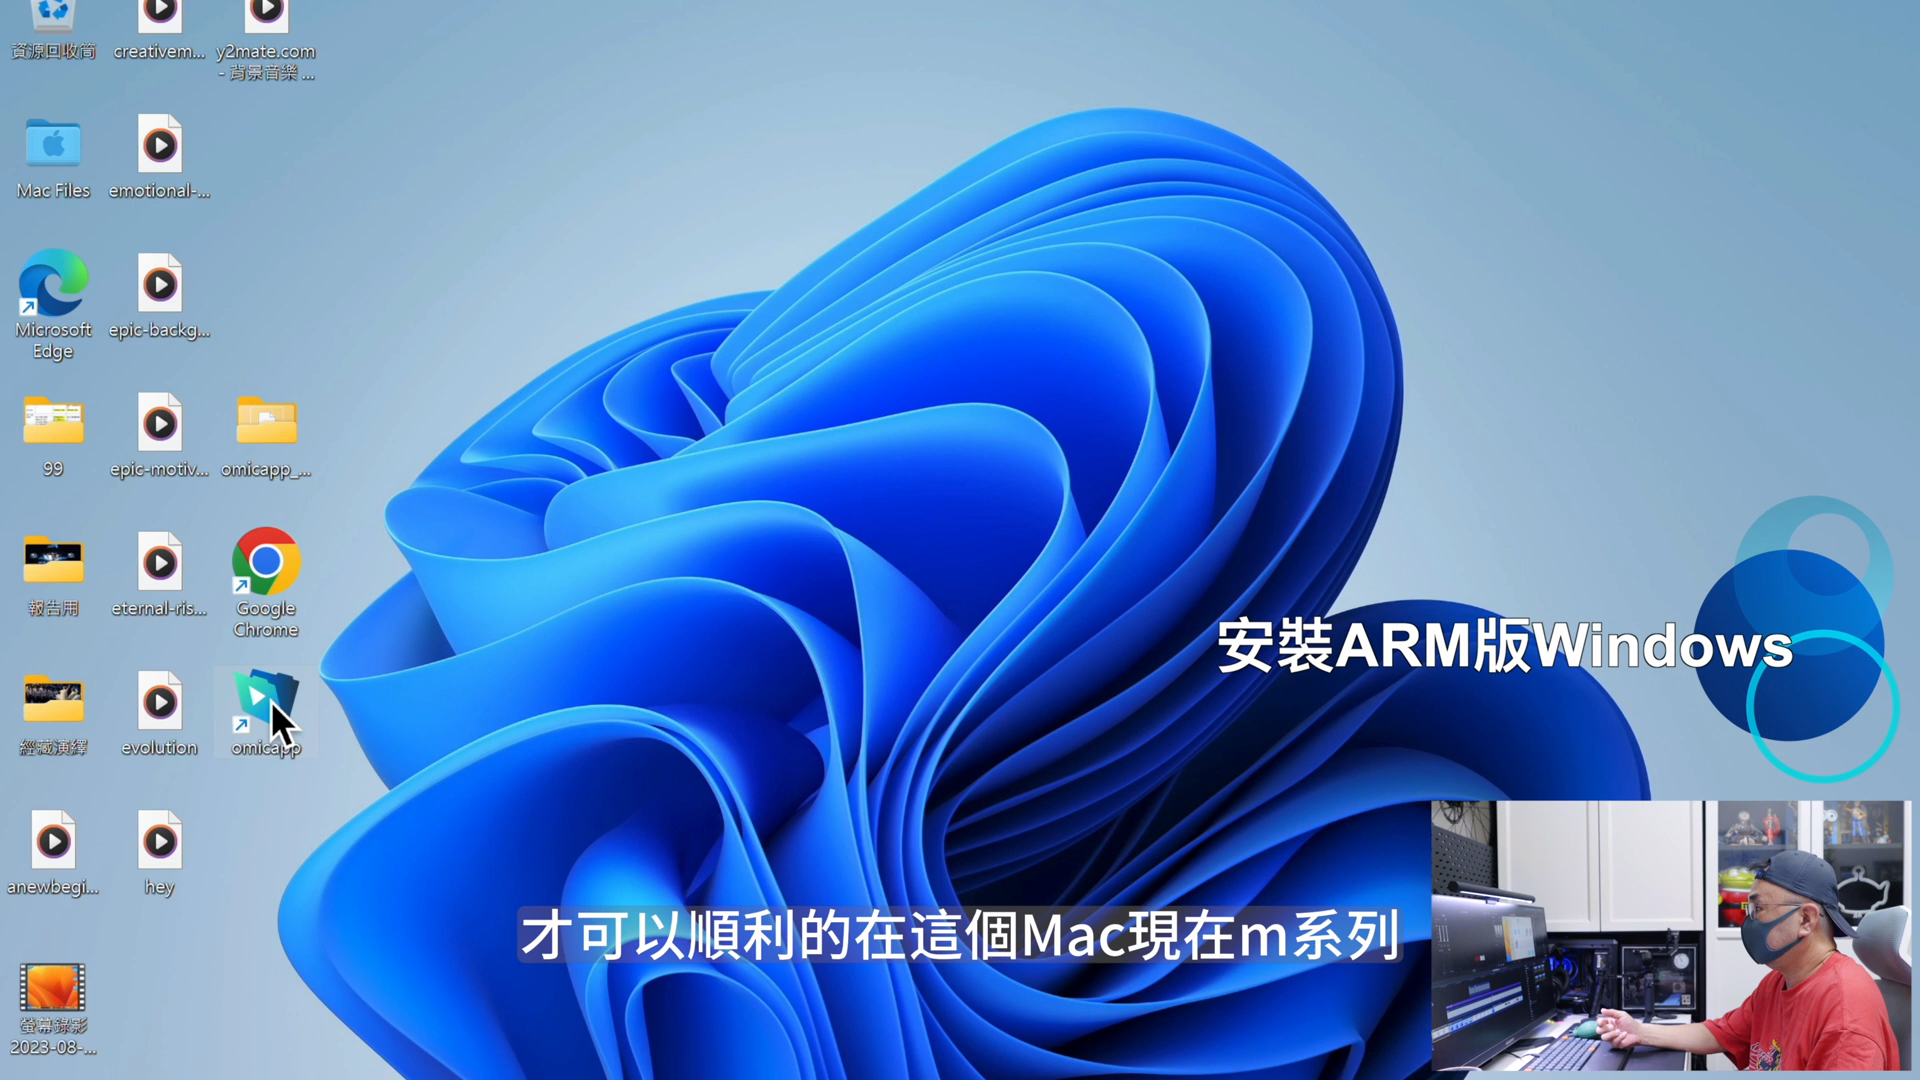 資源回收筒
creativem...
y2mate.com
- 背景音樂 ...
Mac Files
emotional-...
Microsoft
Edge
epic-backg...
99
epic-motiv...
omicapp_...
報告用
eternal-ris...
Google
Chrome
安裝ARM版Windows
經藏演繹
evolution
omicapp
anewbegi...
hey
才可以順利的在這個Mac現在m系列
螢幕錄影
2023-08-...